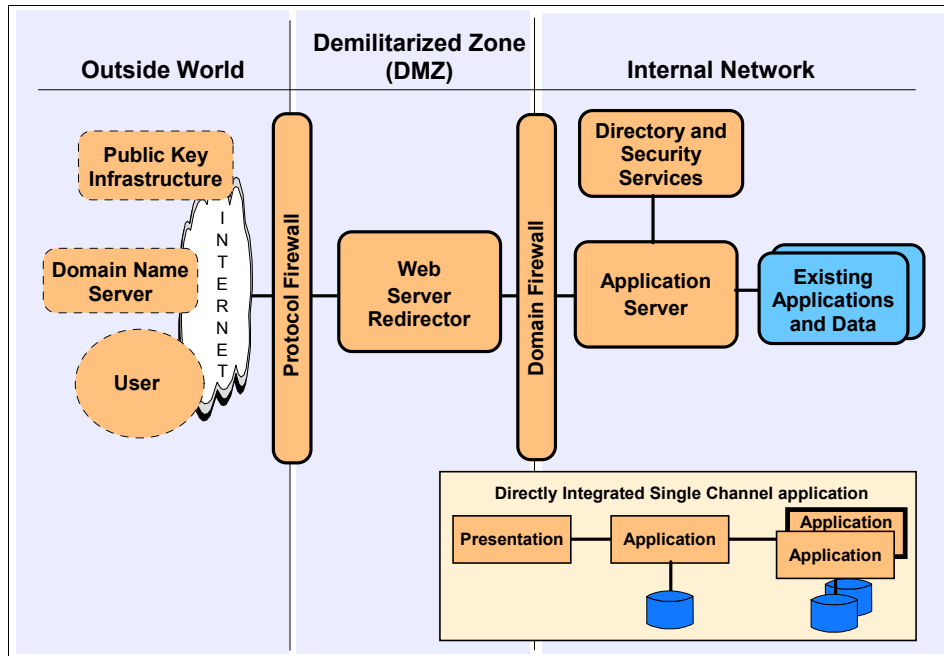 Outside World
Demilitarized Zone
(DMZ)
Internal Network
Public Key
Infrastructure
Domain Name
Server
User
INTERNET
Protocol Firewall
Web
Server
Redirector
Domain Firewall
Directory and
Security
Services
Application
Server
Existing
Applications
and Data
Directly Integrated Single Channel application
Presentation
Application
Application
Application